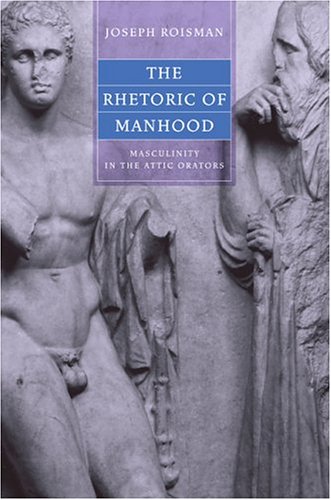 JOSEPH ROISMAN
THE
RHETORIC OF
MANHOOD
MASCULINITY
IN THE ATTIC ORATORS